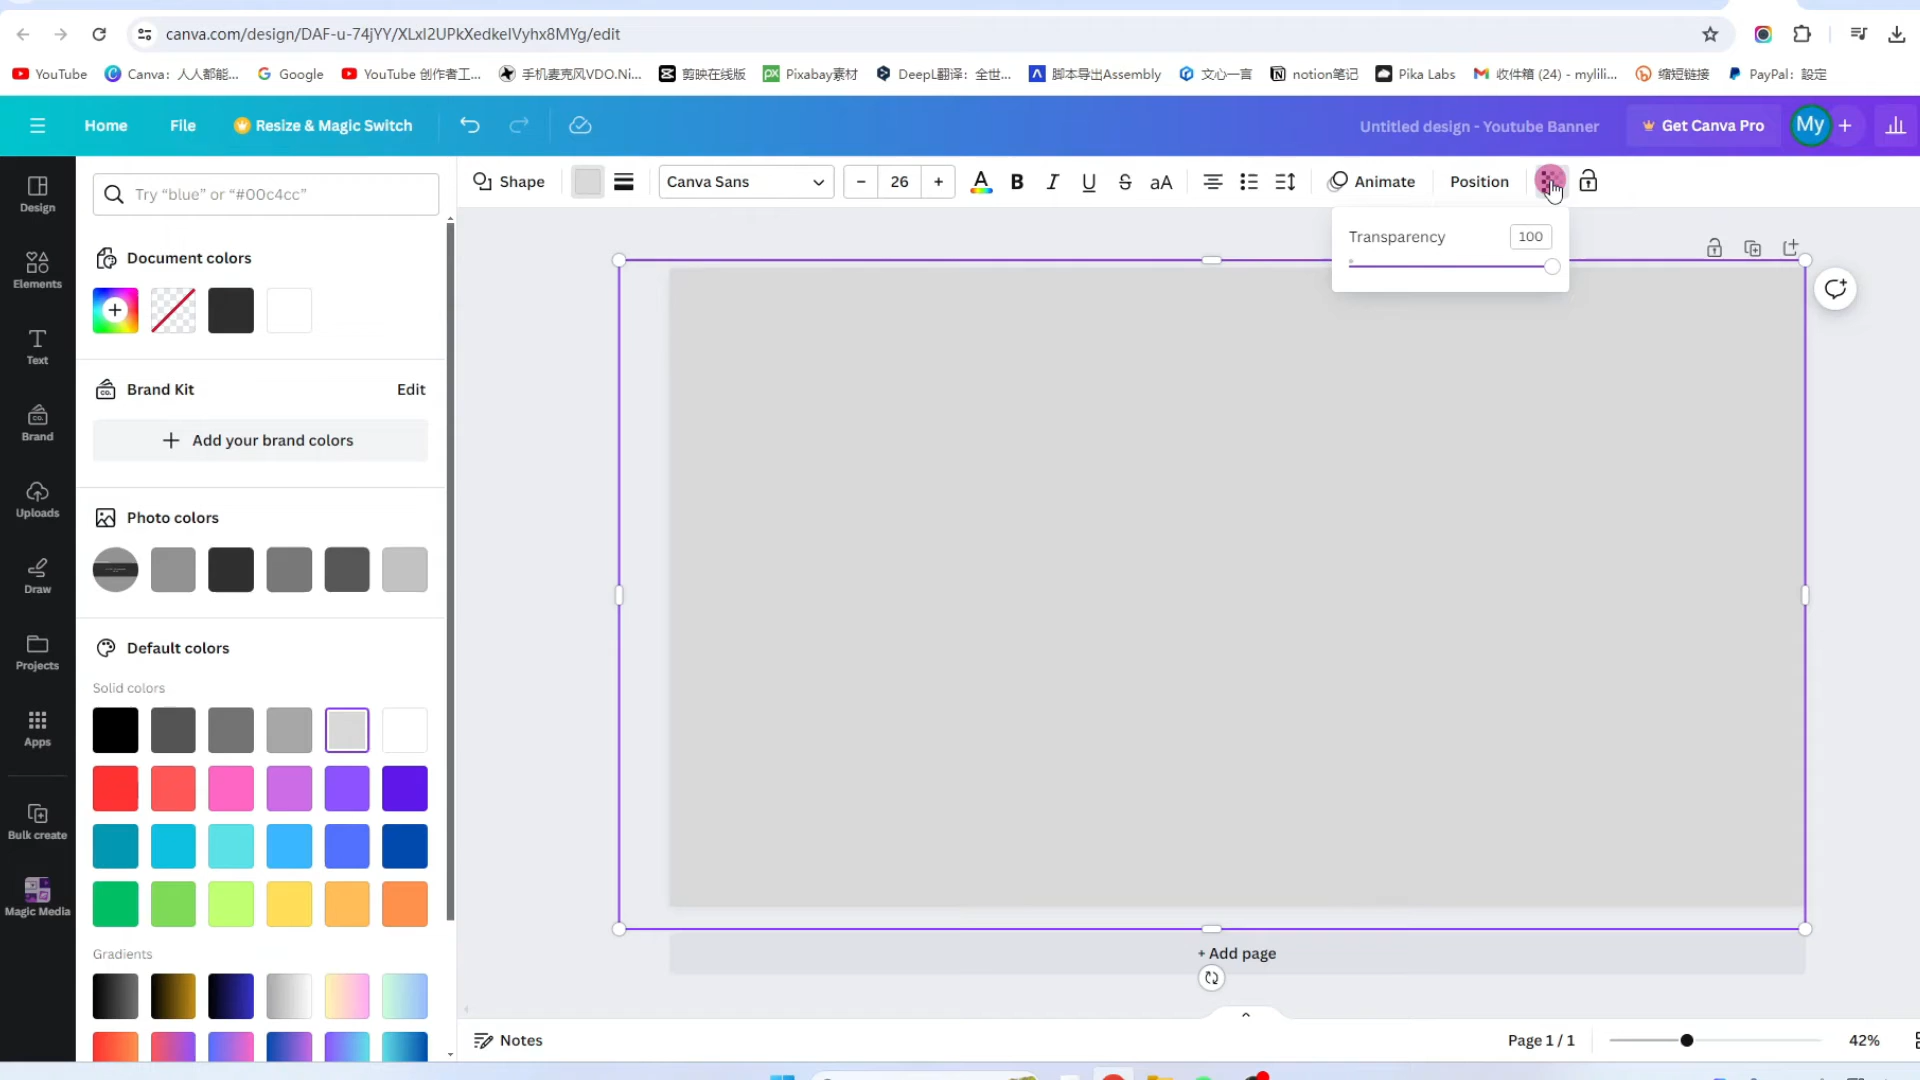 canva.com/design/DAF-u-74jYY/XLxI2UPkXedkeIVyhx8MYg/edit
YouTube
Canva：人人都能...
Google
YouTube 创作者工...
手机麦克风VDO.Ni...
剪映在线版
Pixabay素材
DeepL翻译：全世...
脚本导出Assembly
文心一言
notion笔记
Pika Labs
收件箱 (24) - mylili...
缩短链接
PayPal：設定
Home
File
Resize & Magic Switch
Untitled design - Youtube Banner
Get Canva Pro
My
Design
Elements
Text
Brand
Uploads
Draw
Projects
Apps
Bulk create
Magic Media
Try “blue” or “#00c4cc”
Document colors
Brand Kit
Edit
Add your brand colors
Photo colors
Default colors
Solid colors
Gradients
Shape
Canva Sans
26
A
B
I
U
S
aA
Animate
Position
Transparency
100
+ Add page
Notes
Page 1 / 1
42%